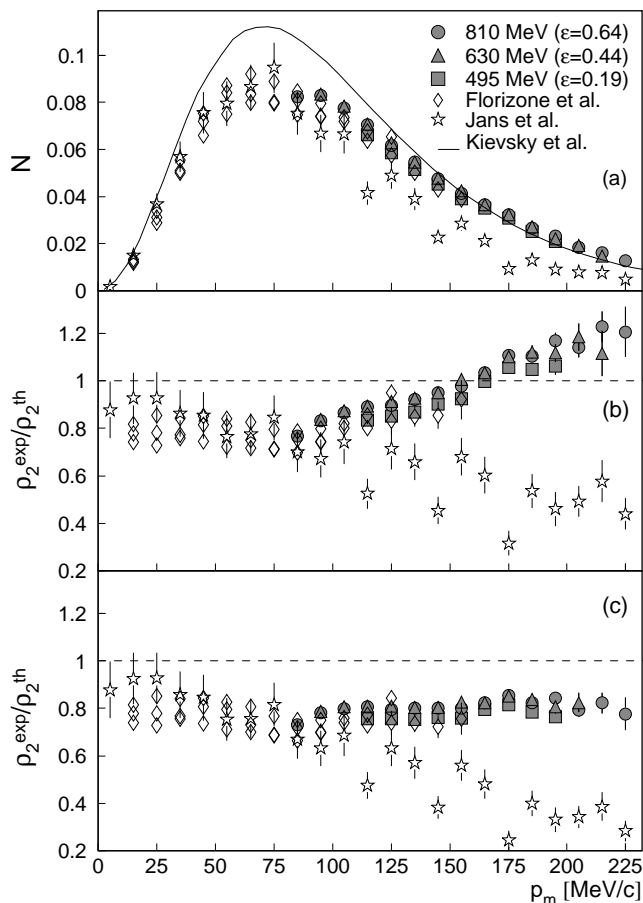 810 MeV (ε=0.64)
630 MeV (ε=0.44)
495 MeV (ε=0.19)
Florizone et al.
Jans et al.
Kievsky et al.
(a)
N
0.1
0.08
0.06
0.04
0.02
0
(b)
ρ₂ᵉˣᵖ/ρ₂ᵗʰ
1.2
1
0.8
0.6
0.4
0.2
(c)
ρ₂ᵉˣᵖ/ρ₂ᵗʰ
1.2
1
0.8
0.6
0.4
0.2
0 25 50 75 100 125 150 175 200 225
pₘ [MeV/c]